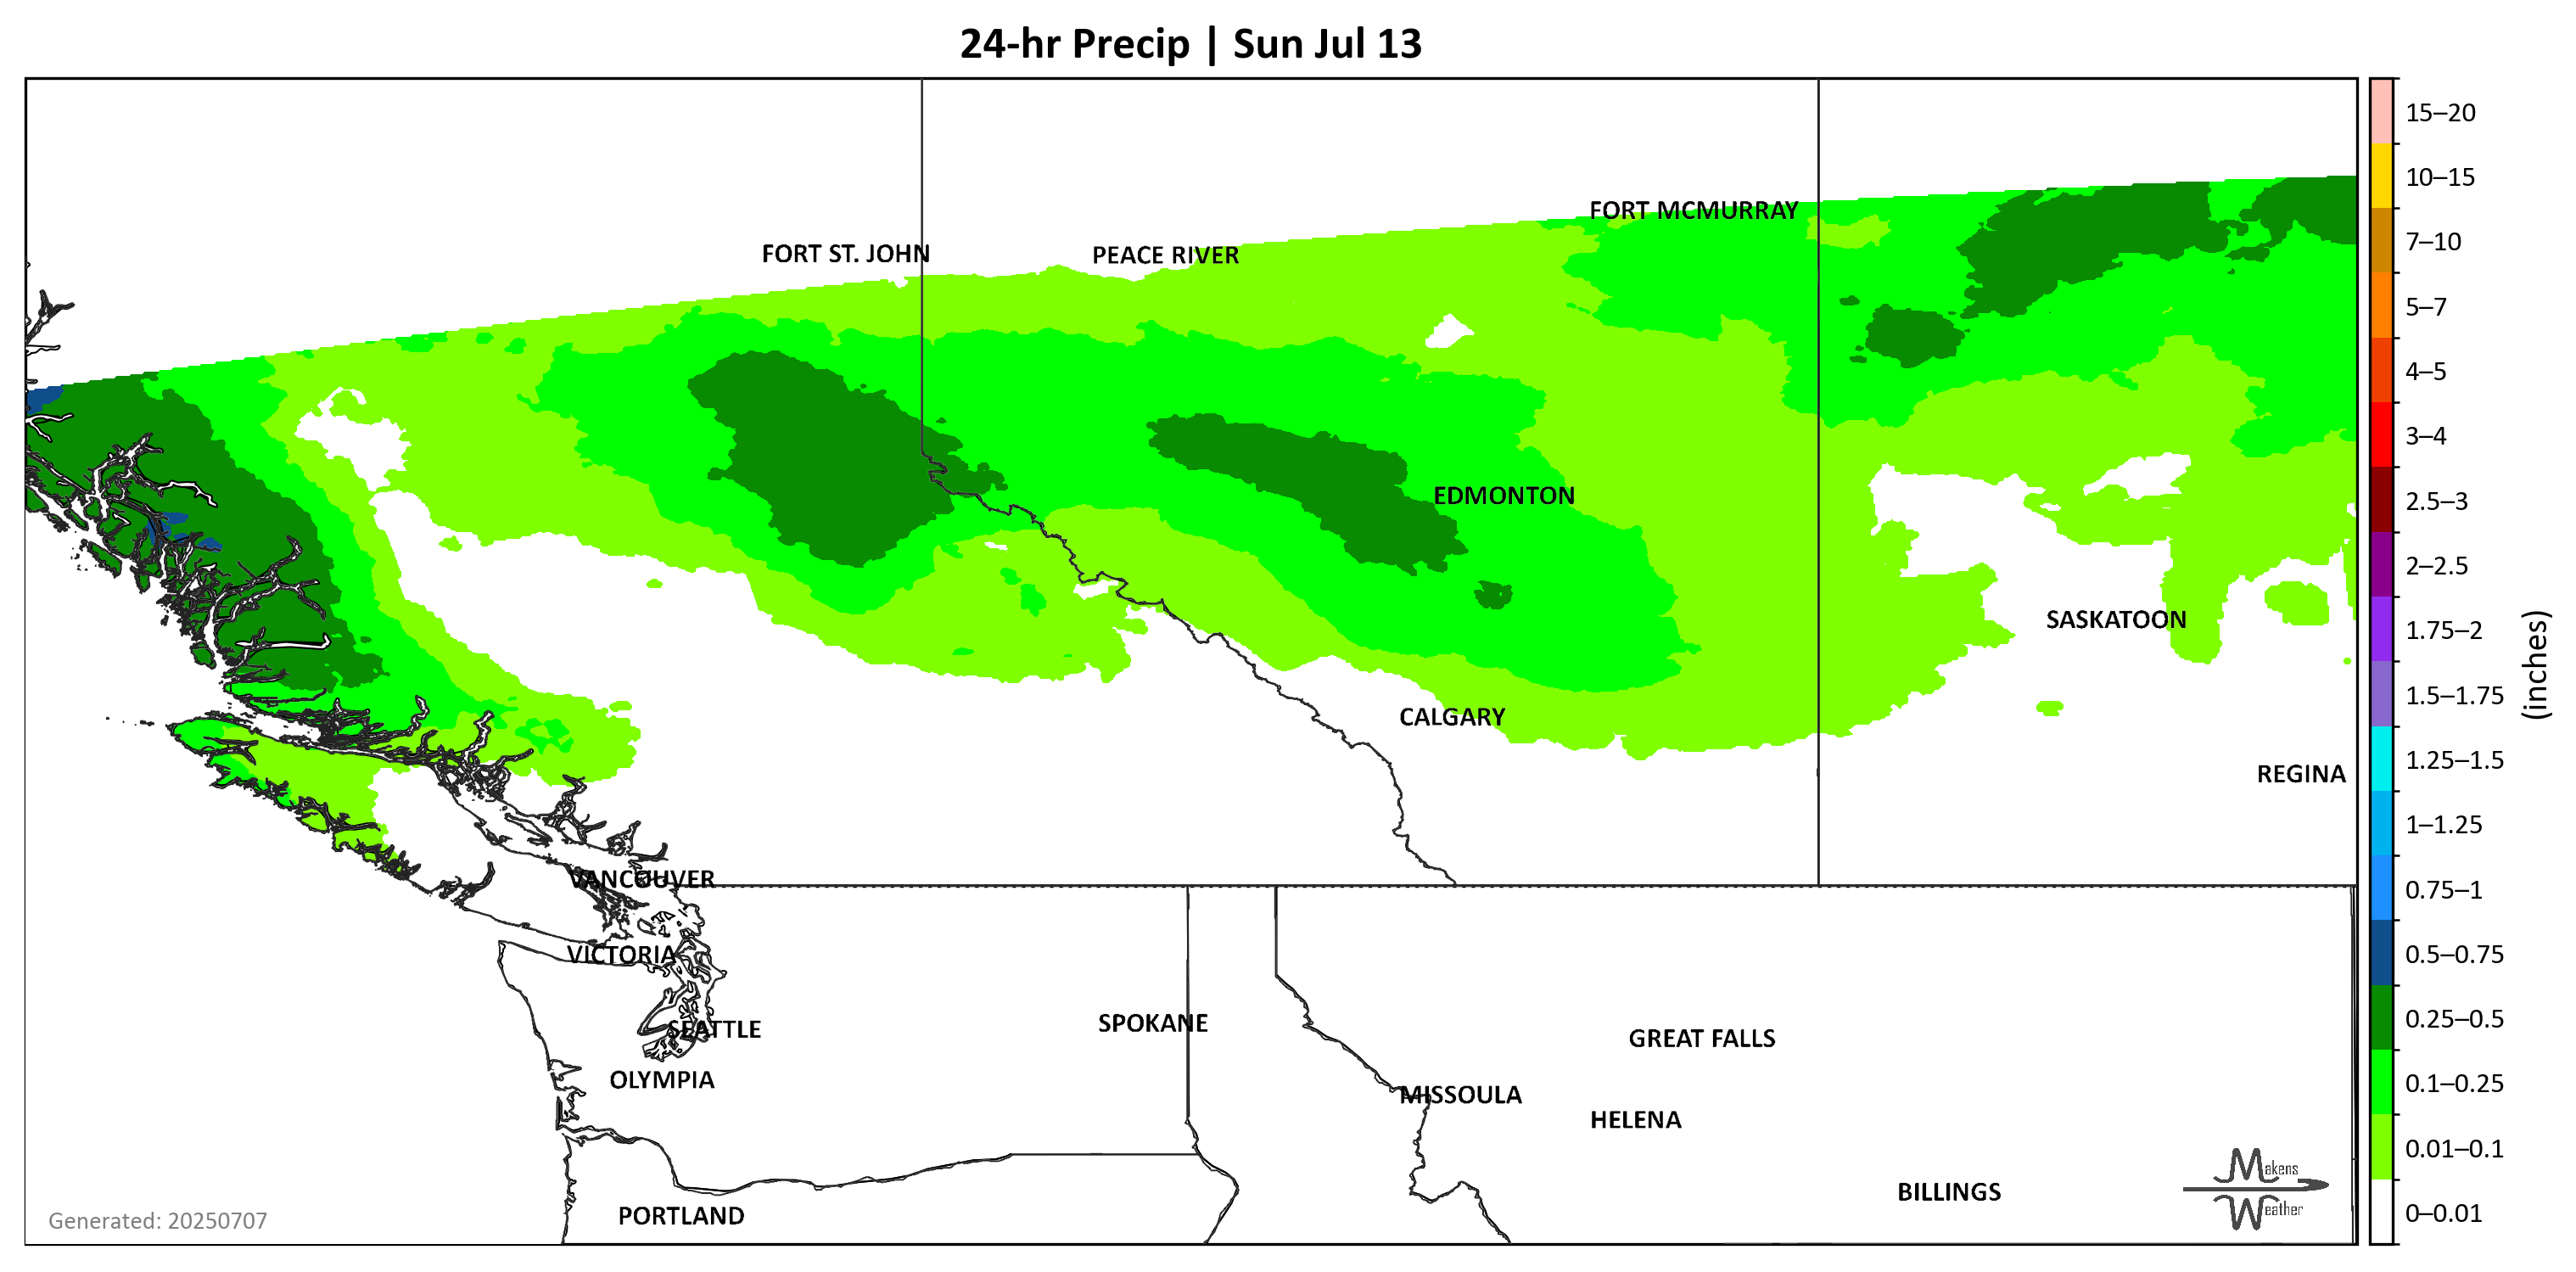 24-hr Precip | Sun Jul 13
15–20
10–15
7–10
5–7
4–5
3–4
2.5–3
2–2.5
1.75–2
1.5–1.75
1.25–1.5
1–1.25
0.75–1
0.5–0.75
0.25–0.5
0.1–0.25
0.01–0.1
0–0.01
(inches)
FORT MCMURRAY
FORT ST. JOHN
PEACE RIVER
EDMONTON
SASKATOON
CALGARY
REGINA
VANCOUVER
VICTORIA
SEATTLE
SPOKANE
GREAT FALLS
OLYMPIA
MISSOULA
HELENA
BILLINGS
PORTLAND
Makens
Weather
Generated: 20250707